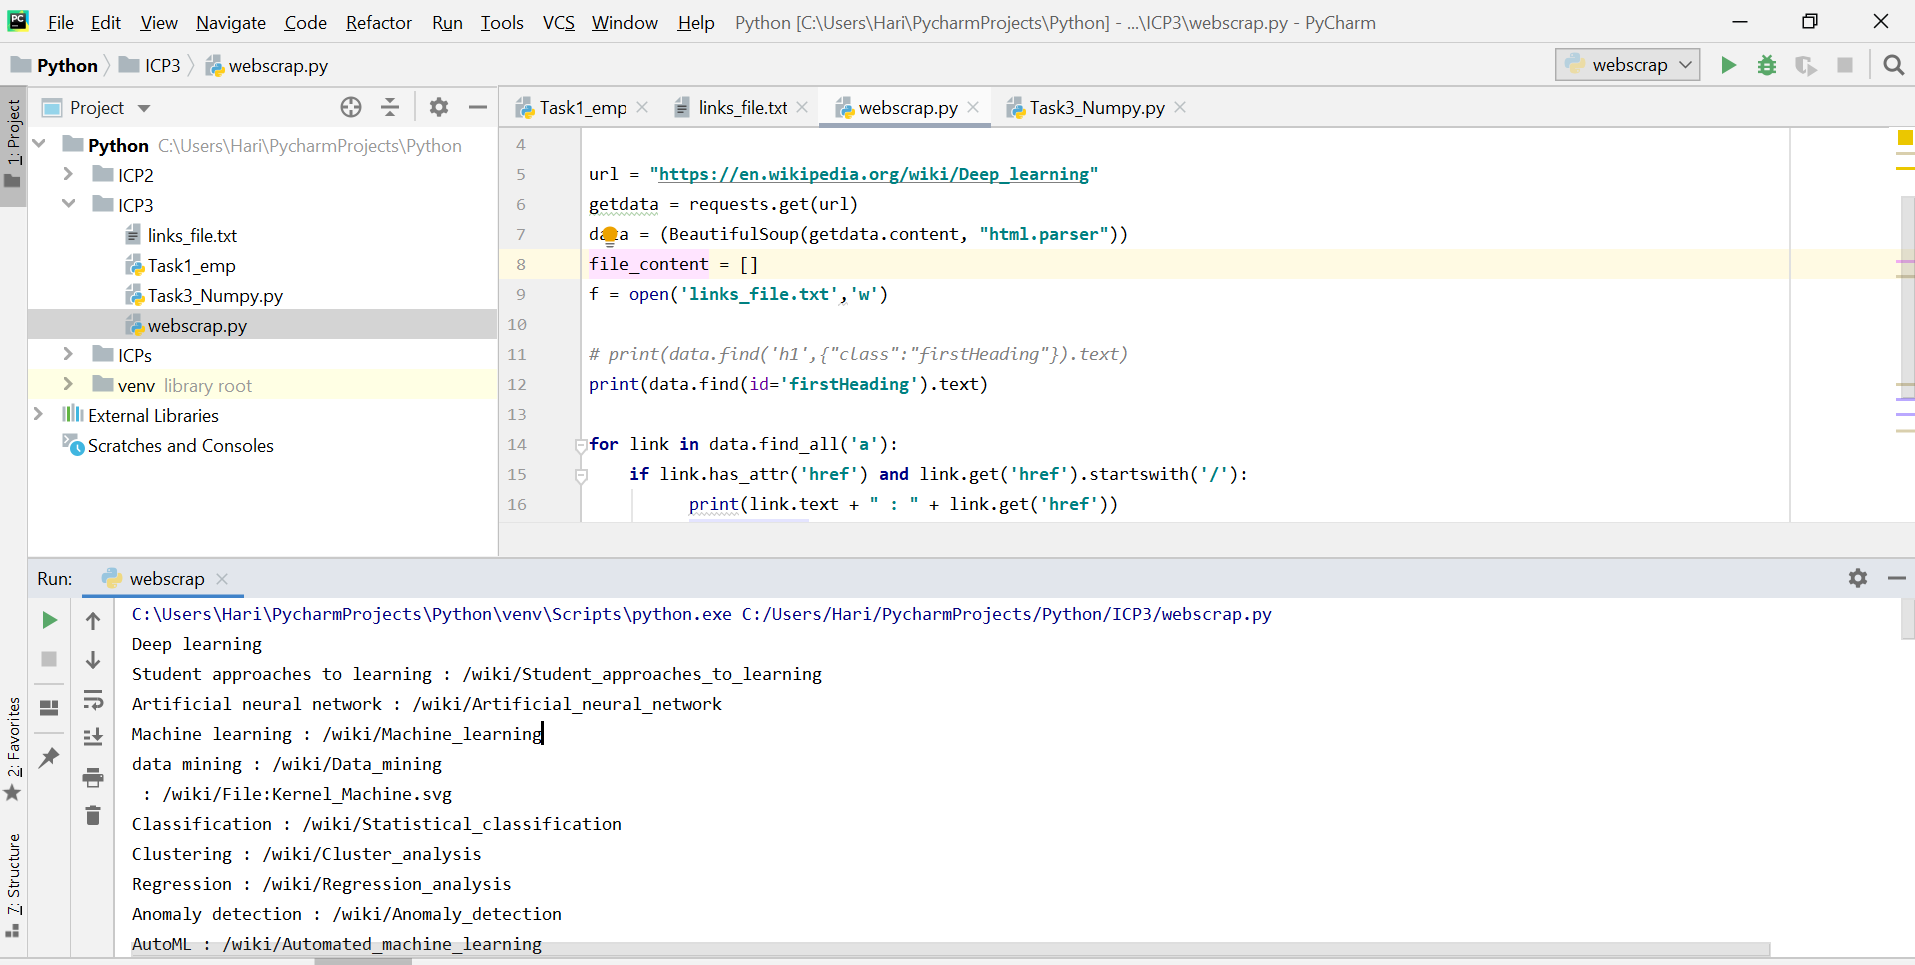 PC File Edit View Navigate Code Refactor Run Tools VCS Window Help Python [C:\Users\Hari\PycharmProjects\Python] - ...\ICP3\webscrap.py - PyCharm
Python ICP3 webscrap.py webscrap
1: Project
Project
Task1_emp links_file.txt webscrap.py Task3_Numpy.py
Python C:\Users\Hari\PycharmProjects\Python
ICP2
ICP3
links_file.txt
Task1_emp
Task3_Numpy.py
webscrap.py
ICPs
venv library root
External Libraries
Scratches and Consoles
4
5 url = "https://en.wikipedia.org/wiki/Deep_learning"
6 getdata = requests.get(url)
7 data = (BeautifulSoup(getdata.content, "html.parser"))
8 file_content = []
9 f = open('links_file.txt','w')
10
11 # print(data.find('h1',{"class":"firstHeading"}).text)
12 print(data.find(id='firstHeading').text)
13
14 for link in data.find_all('a'):
15 if link.has_attr('href') and link.get('href').startswith('/'):
16 print(link.text + " : " + link.get('href'))
Run: webscrap
C:\Users\Hari\PycharmProjects\Python\venv\Scripts\python.exe C:/Users/Hari/PycharmProjects/Python/ICP3/webscrap.py
Deep learning
Student approaches to learning : /wiki/Student_approaches_to_learning
Artificial neural network : /wiki/Artificial_neural_network
Machine learning : /wiki/Machine_learning
data mining : /wiki/Data_mining
: /wiki/File:Kernel_Machine.svg
Classification : /wiki/Statistical_classification
Clustering : /wiki/Cluster_analysis
Regression : /wiki/Regression_analysis
Anomaly detection : /wiki/Anomaly_detection
AutoML : /wiki/Automated_machine_learning
2: Favorites
7: Structure